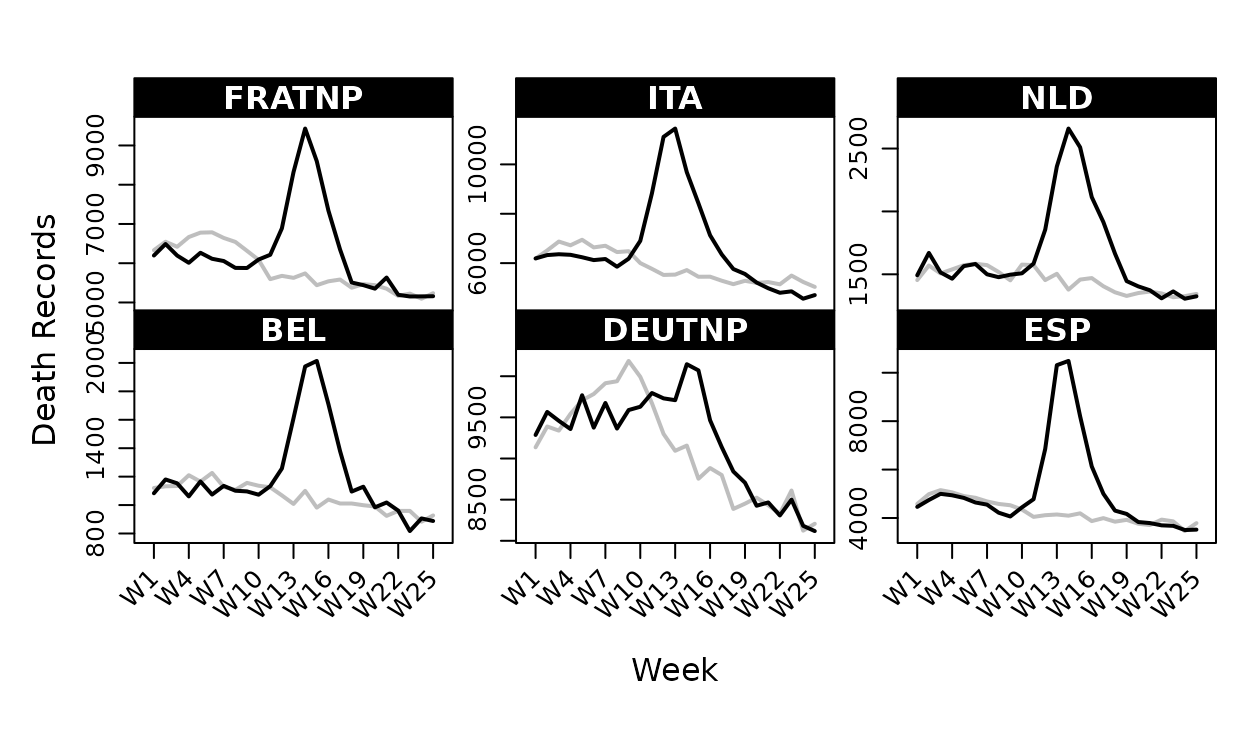 FRATNP
ITA
NLD
9000
7000
5000
10000
6000
2500
1500
Death Records
BEL
DEUTNP
ESP
2000
1400
800
9500
8500
8000
4000
W1 W4 W7 W10 W13 W16 W19 W22 W25
W1 W4 W7 W10 W13 W16 W19 W22 W25
W1 W4 W7 W10 W13 W16 W19 W22 W25
Week